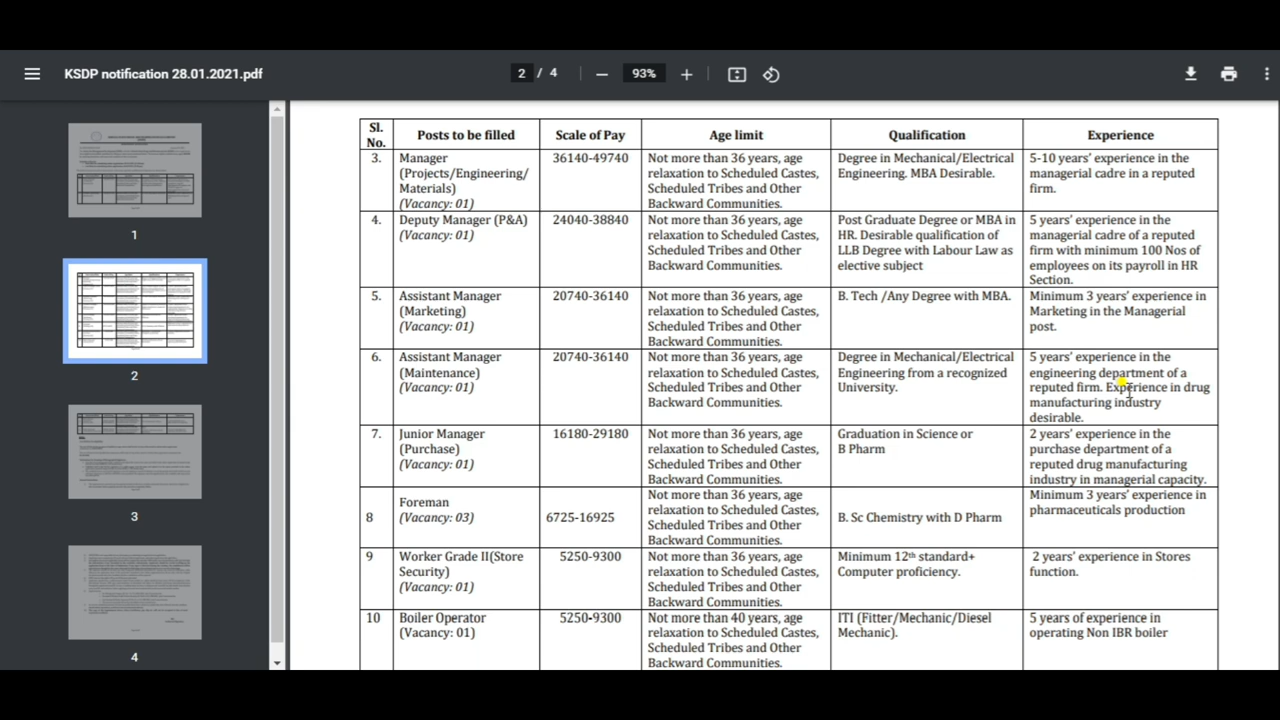 KSDP notification 28.01.2021.pdf
2 / 4
93%
1
2
3
4
Sl. No.
Posts to be filled
Scale of Pay
Age limit
Qualification
Experience
3.
Manager
(Projects/Engineering/
Materials)
(Vacancy: 01)
36140-49740
Not more than 36 years, age
relaxation to Scheduled Castes,
Scheduled Tribes and Other
Backward Communities.
Degree in Mechanical/Electrical
Engineering. MBA Desirable.
5-10 years’ experience in the
managerial cadre in a reputed
firm.
4.
Deputy Manager (P&A)
(Vacancy: 01)
24040-38840
Not more than 36 years, age
relaxation to Scheduled Castes,
Scheduled Tribes and Other
Backward Communities.
Post Graduate Degree or MBA in
HR. Desirable qualification of
LLB Degree with Labour Law as
elective subject
5 years’ experience in the
managerial cadre of a reputed
firm with minimum 100 Nos of
employees on its payroll in HR
Section.
5.
Assistant Manager
(Marketing)
(Vacancy: 01)
20740-36140
Not more than 36 years, age
relaxation to Scheduled Castes,
Scheduled Tribes and Other
Backward Communities.
B. Tech /Any Degree with MBA.
Minimum 3 years’ experience in
Marketing in the Managerial
post.
6.
Assistant Manager
(Maintenance)
(Vacancy: 01)
20740-36140
Not more than 36 years, age
relaxation to Scheduled Castes,
Scheduled Tribes and Other
Backward Communities.
Degree in Mechanical/Electrical
Engineering from a recognized
University.
5 years’ experience in the
engineering department of a
reputed firm. Experience in drug
manufacturing industry
desirable.
7.
Junior Manager
(Purchase)
(Vacancy: 01)
16180-29180
Not more than 36 years, age
relaxation to Scheduled Castes,
Scheduled Tribes and Other
Backward Communities.
Graduation in Science or
B Pharm
2 years’ experience in the
purchase department of a
reputed drug manufacturing
industry in managerial capacity.
8
Foreman
(Vacancy: 03)
6725-16925
Not more than 36 years, age
relaxation to Scheduled Castes,
Scheduled Tribes and Other
Backward Communities.
B. Sc Chemistry with D Pharm
Minimum 3 years’ experience in
pharmaceuticals production
9
Worker Grade II(Store
Security)
(Vacancy: 01)
5250-9300
Not more than 36 years, age
relaxation to Scheduled Castes,
Scheduled Tribes and Other
Backward Communities.
Minimum 12th standard+
Computer proficiency.
2 years’ experience in Stores
function.
10
Boiler Operator
(Vacancy: 01)
5250-9300
Not more than 40 years, age
relaxation to Scheduled Castes,
Scheduled Tribes and Other
Backward Communities.
ITI (Fitter/Mechanic/Diesel
Mechanic).
5 years of experience in
operating Non IBR boiler